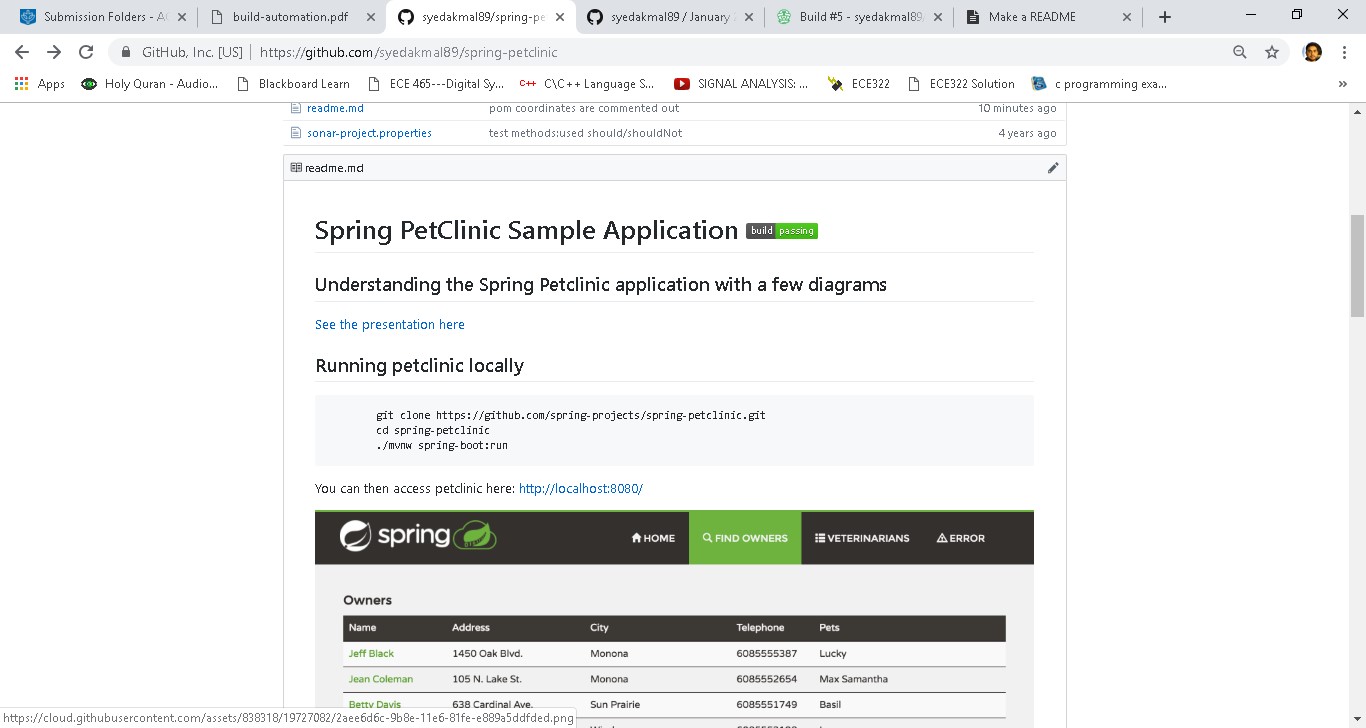 Submission Folders - A
build-automation.pdf
syedakmal89/spring-pe
syedakmal89 / January
Build #5 - syedakmal89
Make a README
GitHub, Inc. [US]
https://github.com/syedakmal89/spring-petclinic
Apps
Holy Quran - Audio...
Blackboard Learn
ECE 465---Digital Sy...
C++
C\C++ Language S...
SIGNAL ANALYSIS: ...
ECE322
ECE322 Solution
c programming exa...
readme.md pom coordinates are commented out 10 minutes ago
sonar-project.properties test methods:used should/shouldNot 4 years ago
readme.md
Spring PetClinic Sample Application build passing
Understanding the Spring Petclinic application with a few diagrams
See the presentation here
Running petclinic locally
git clone https://github.com/spring-projects/spring-petclinic.git
cd spring-petclinic
./mvnw spring-boot:run
You can then access petclinic here: http://localhost:8080/
spring
HOME
FIND OWNERS
VETERINARIANS
ERROR
Owners
Name Address City Telephone Pets
Jeff Black 1450 Oak Blvd. Monona 6085555387 Lucky
Jean Coleman 105 N. Lake St. Monona 6085552654 Max Samantha
Betty Davis 638 Cardinal Ave. Sun Prairie 6085551749 Basil
https://cloud.githubusercontent.com/assets/838318/19727082/2aee6d6c-9b8e-11e6-81fe-e889a5ddfded.png